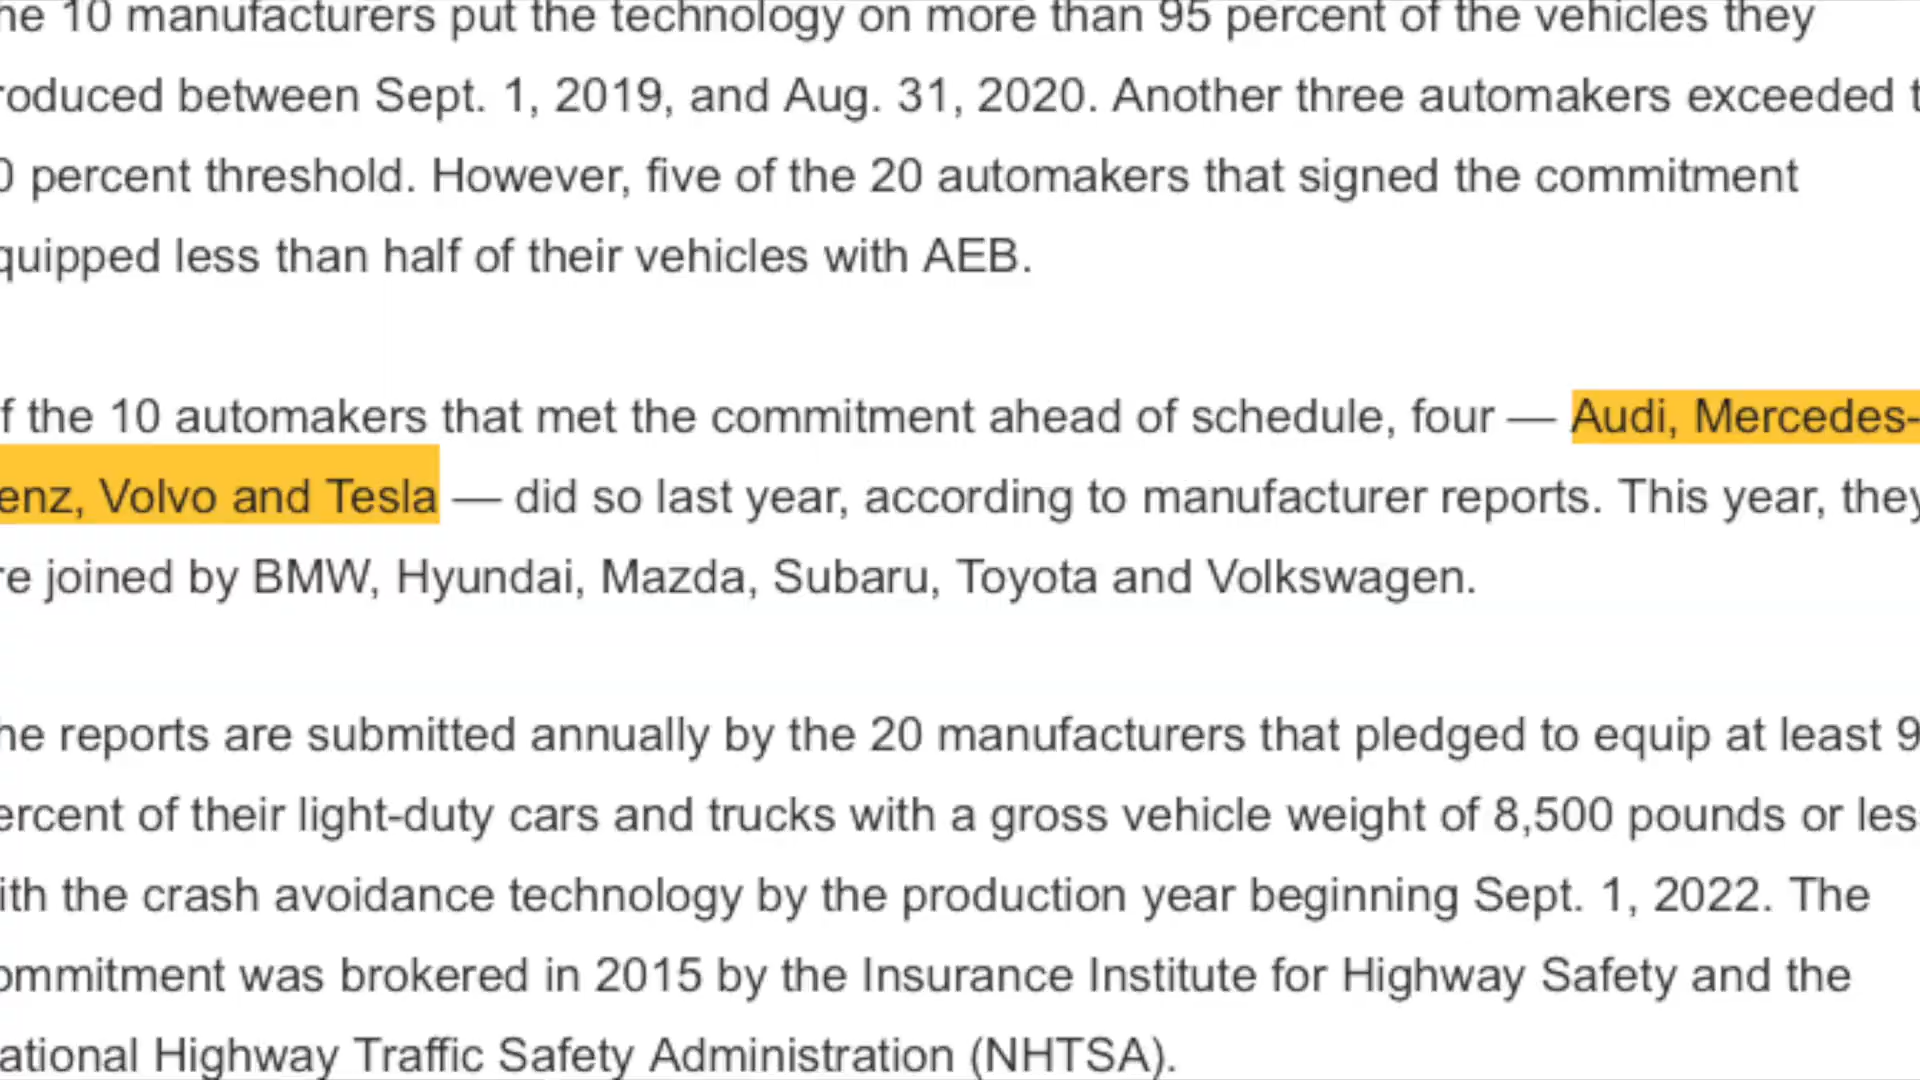 he 10 manufacturers put the technology on more than 95 percent of the vehicles they
roduced between Sept. 1, 2019, and Aug. 31, 2020. Another three automakers exceeded t
0 percent threshold. However, five of the 20 automakers that signed the commitment
quipped less than half of their vehicles with AEB.
f the 10 automakers that met the commitment ahead of schedule, four — Audi, Mercedes-
enz, Volvo and Tesla — did so last year, according to manufacturer reports. This year, they
re joined by BMW, Hyundai, Mazda, Subaru, Toyota and Volkswagen.
he reports are submitted annually by the 20 manufacturers that pledged to equip at least 9
ercent of their light-duty cars and trucks with a gross vehicle weight of 8,500 pounds or les
ith the crash avoidance technology by the production year beginning Sept. 1, 2022. The
ommitment was brokered in 2015 by the Insurance Institute for Highway Safety and the
ational Highway Traffic Safety Administration (NHTSA).